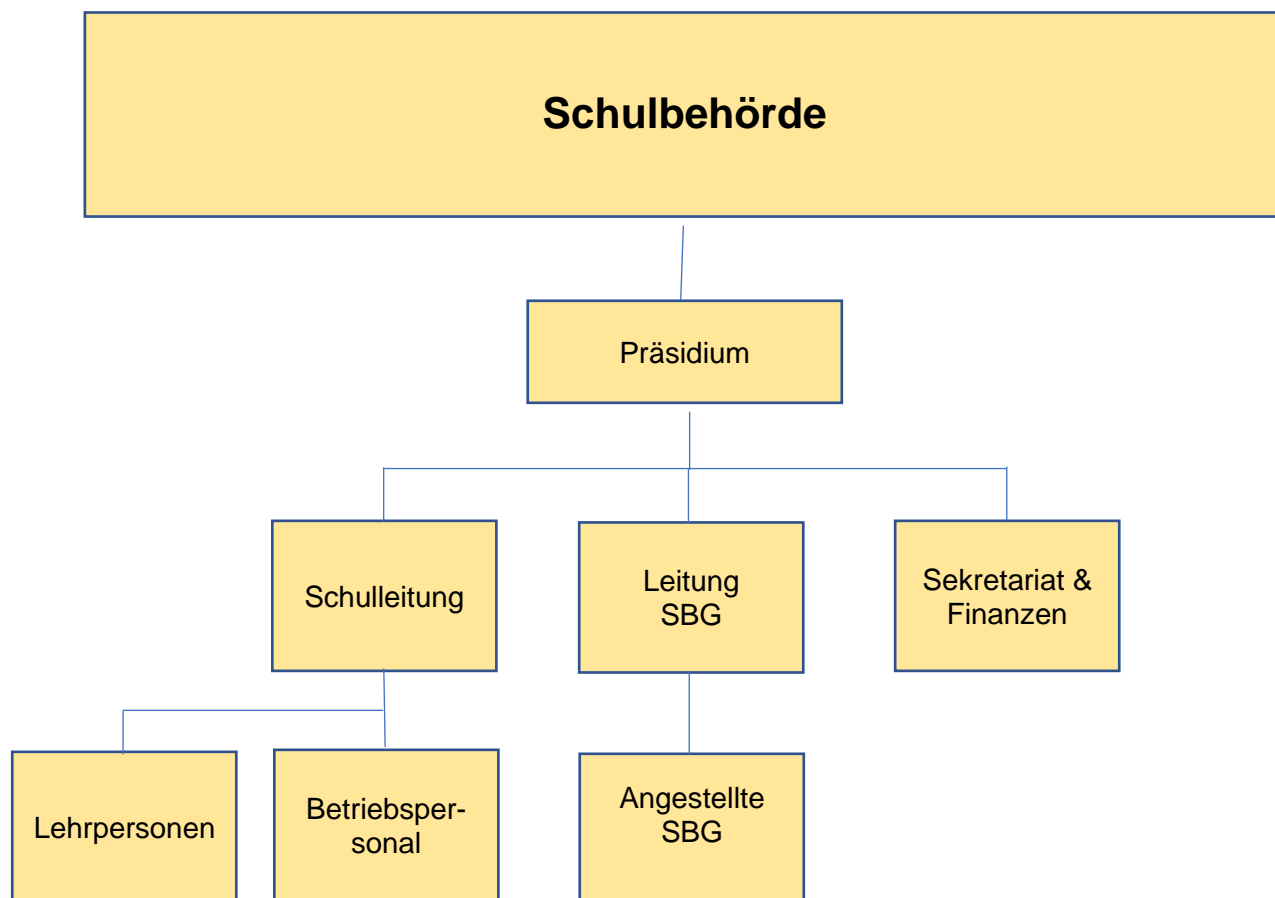 Schulbehörde
Präsidium
Schulleitung
Leitung
SBG
Sekretariat &
Finanzen
Lehrpersonen
Betriebsper-
sonal
Angestellte
SBG